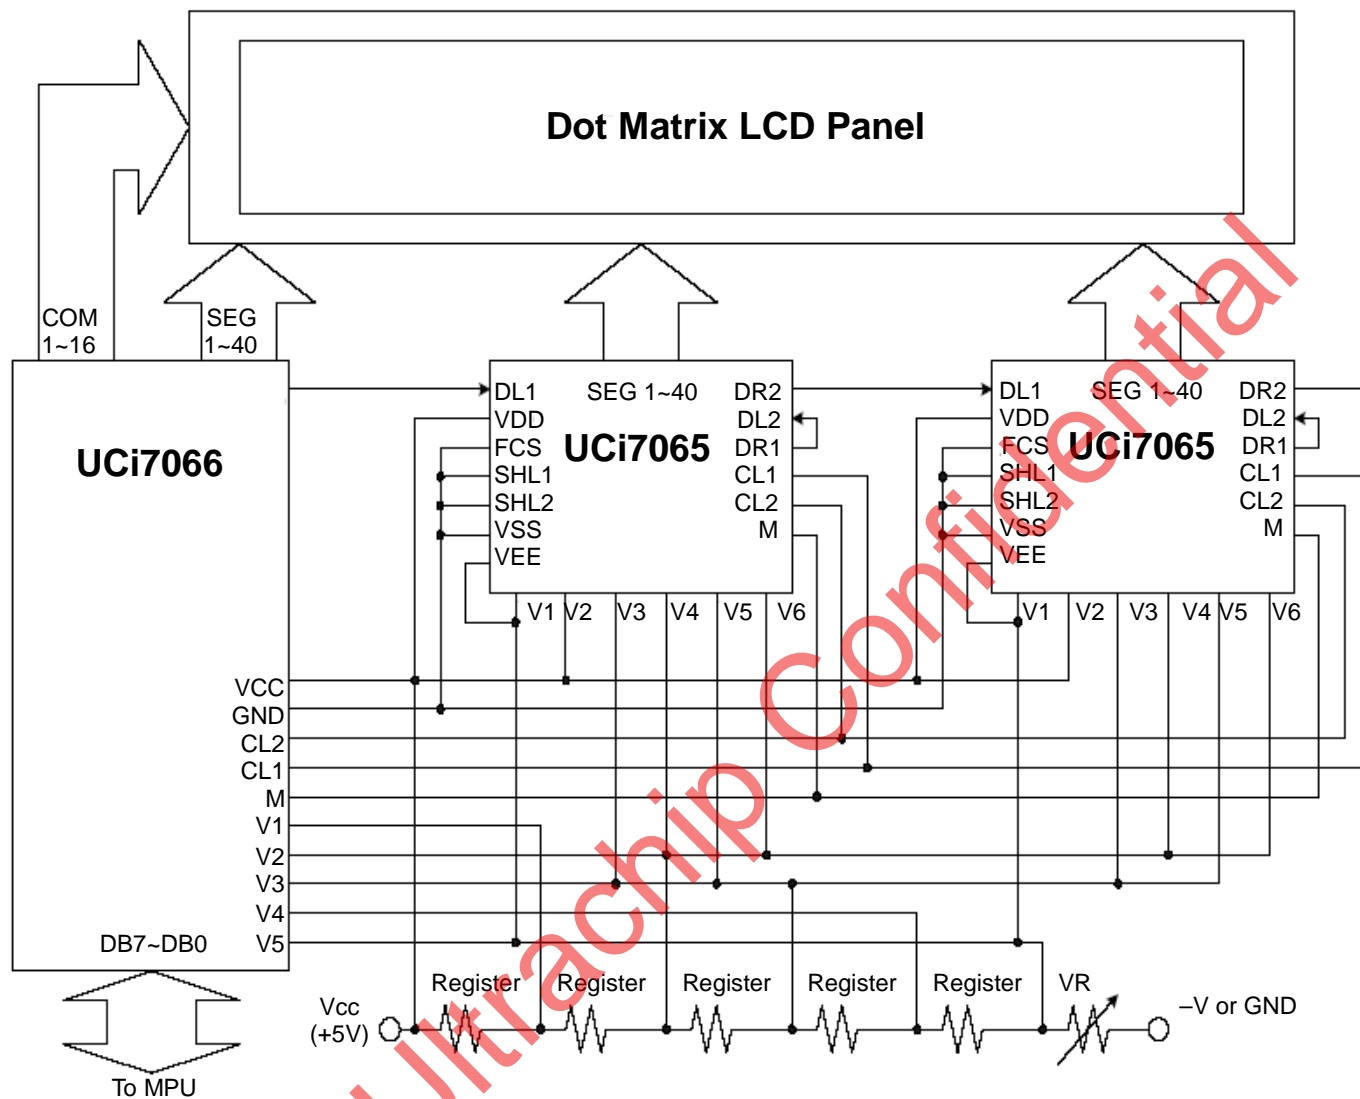 Dot Matrix LCD Panel
COM
1~16
SEG
1~40
UCi7066
DL1
VDD
FCS
SHL1
SHL2
VSS
VEE
SEG 1~40
UCi7065
DR2
DL2
DR1
CL1
CL2
M
V1 V2 V3 V4 V5 V6
DL1
VDD
FCS
SHL1
SHL2
VSS
VEE
SEG 1~40
UCi7065
DR2
DL2
DR1
CL1
CL2
M
V1 V2 V3 V4 V5 V6
VCC
GND
CL2
CL1
M
V1
V2
V3
V4
V5
DB7~DB0
To MPU
Vcc
(+5V)
Register Register Register Register Register VR
–V or GND
Ultrachip Confidential